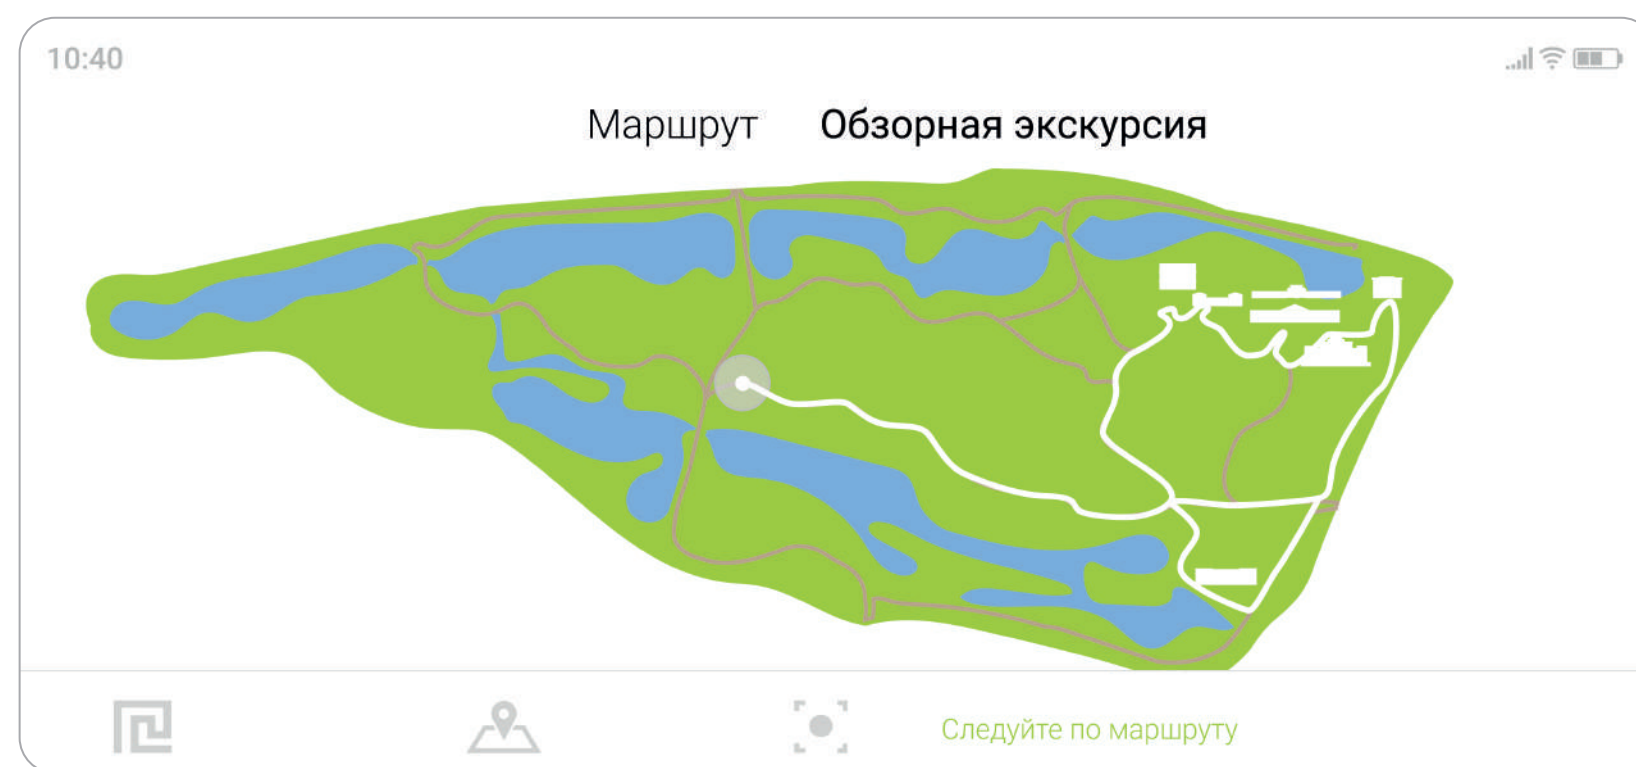 10:40
Маршрут Обзорная экскурсия
Следуйте по маршруту